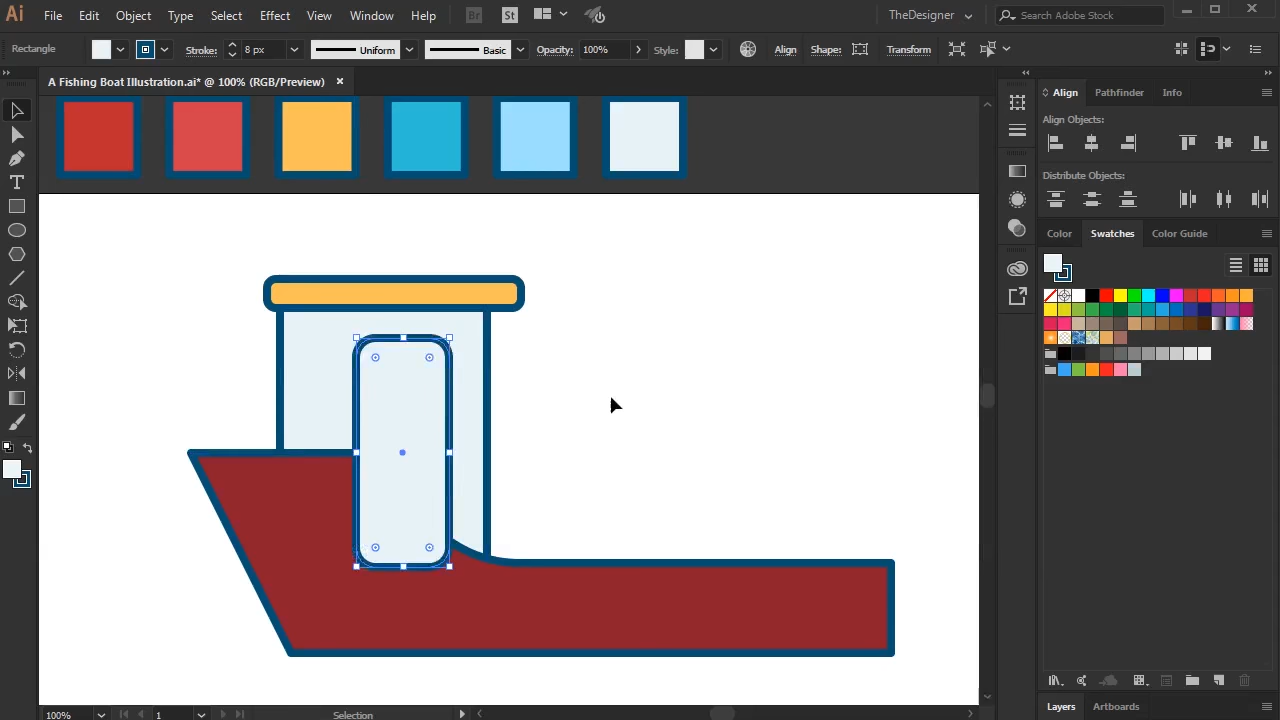 Ai File Edit Object Type Select Effect View Window Help Br St TheDesigner Search Adobe Stock
Rectangle Stroke: 8 px Uniform Basic Opacity: 100% Style: Align Shape: Transform
A Fishing Boat Illustration.ai* @ 100% (RGB/Preview)
Align Pathfinder Info
Align Objects:
Distribute Objects:
Color Swatches Color Guide
Layers Artboards
100% 1 Selection